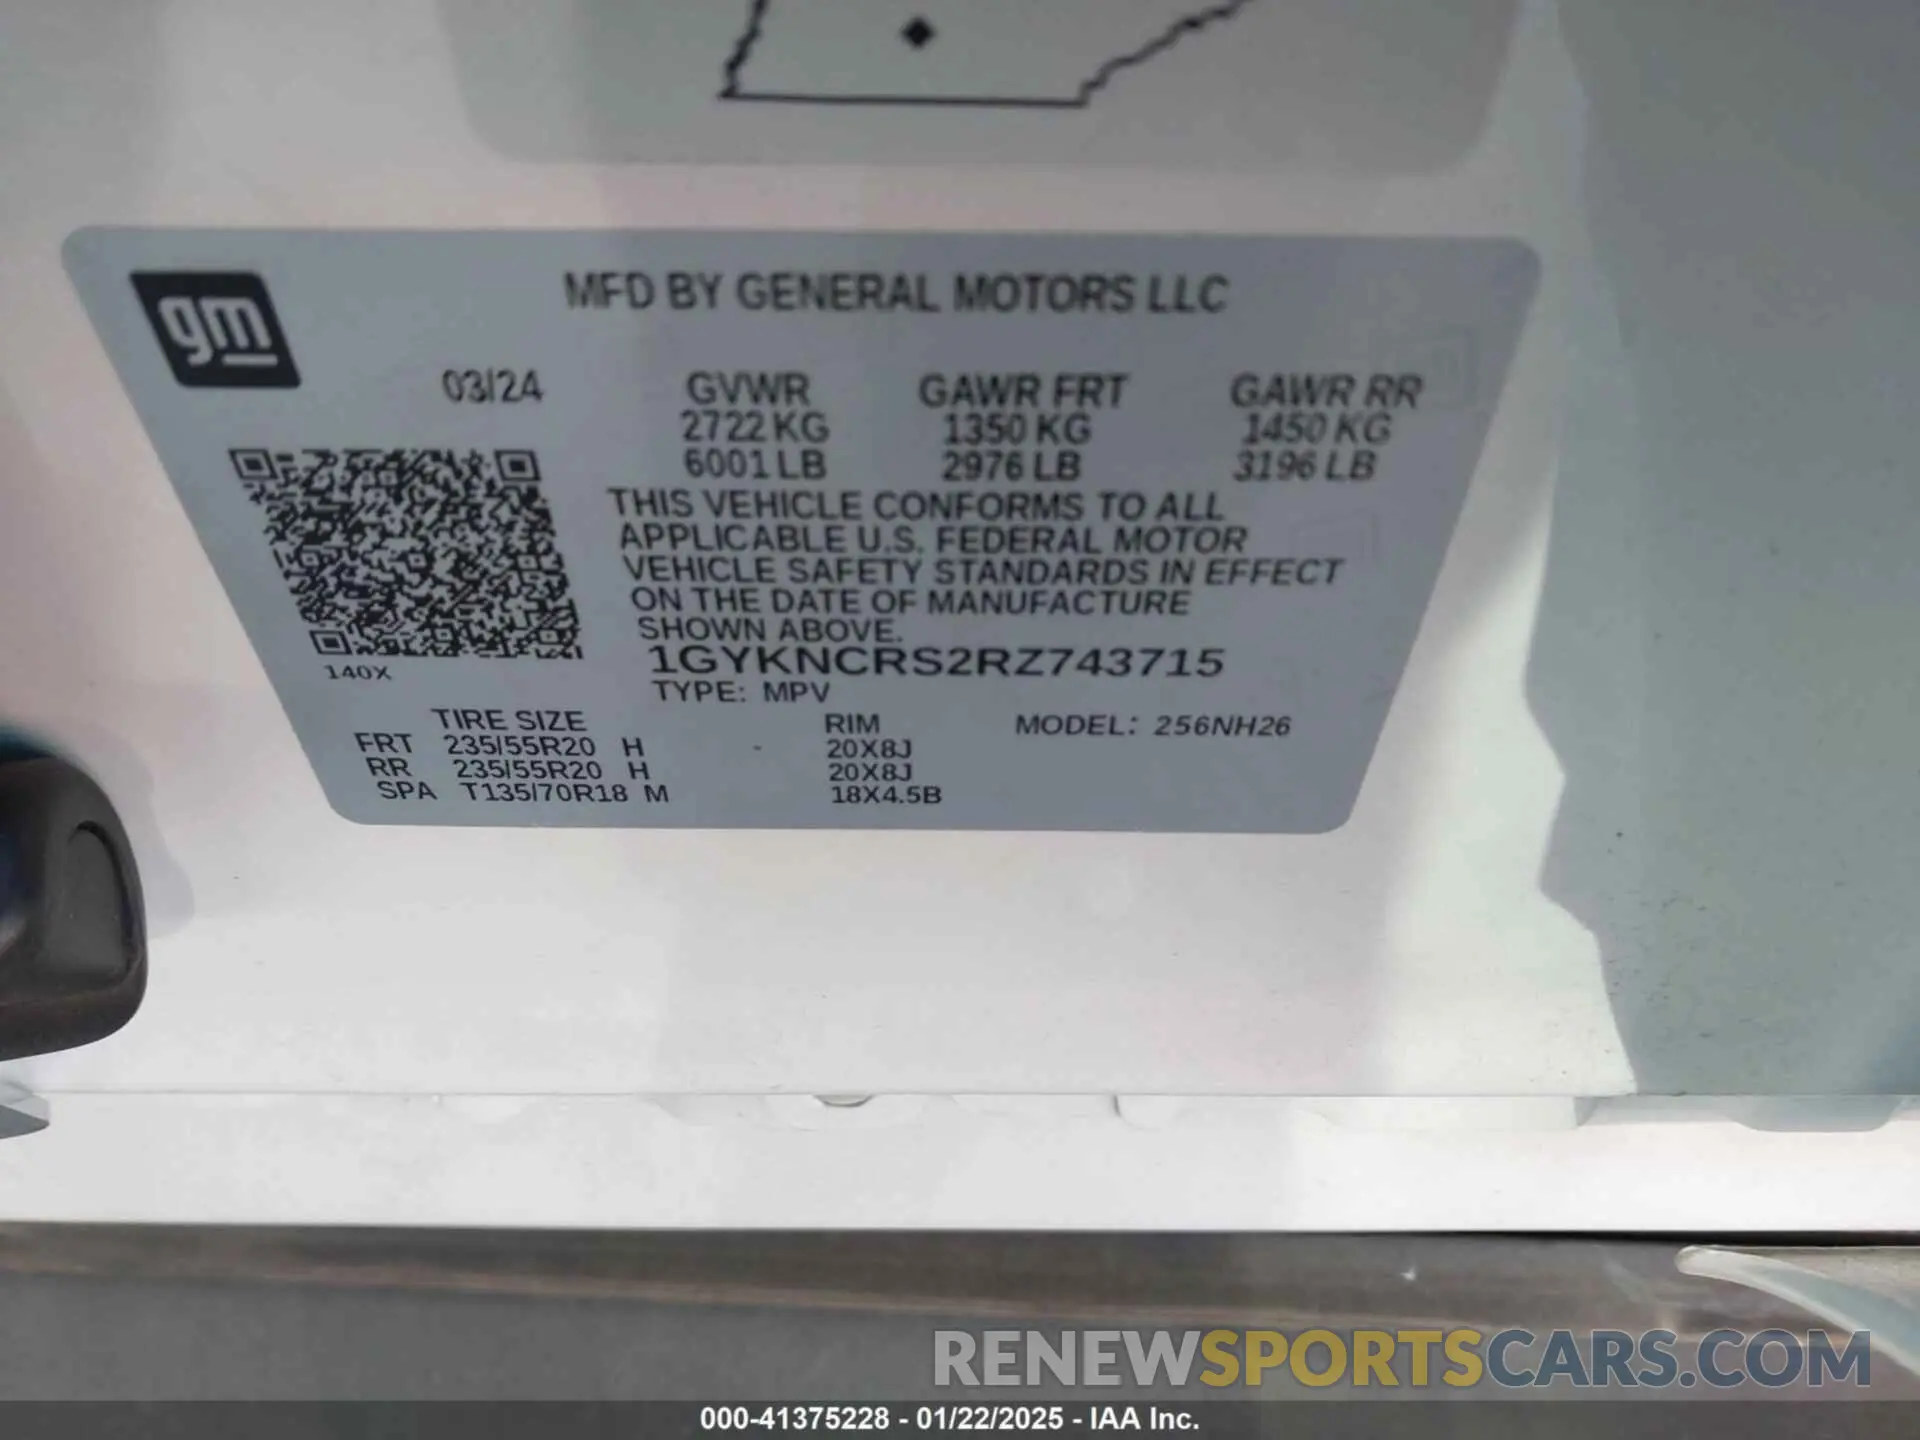 gm
MFD BY GENERAL MOTORS LLC
03/24 GVWR GAWR FRT GAWR RR
2722 KG 1350 KG 1450 KG
6001 LB 2976 LB 3196 LB
THIS VEHICLE CONFORMS TO ALL
APPLICABLE U.S. FEDERAL MOTOR
VEHICLE SAFETY STANDARDS IN EFFECT
ON THE DATE OF MANUFACTURE
SHOWN ABOVE.
1GYKNCRS2RZ743715
140X
TYPE: MPV
TIRE SIZE RIM MODEL: 256NH26
FRT 235/55R20 H - 20X8J
RR 235/55R20 H 20X8J
SPA T135/70R18 M 18X4.5B
RENEWSPORTSCARS.COM
000-41375228 - 01/22/2025 - IAA Inc.